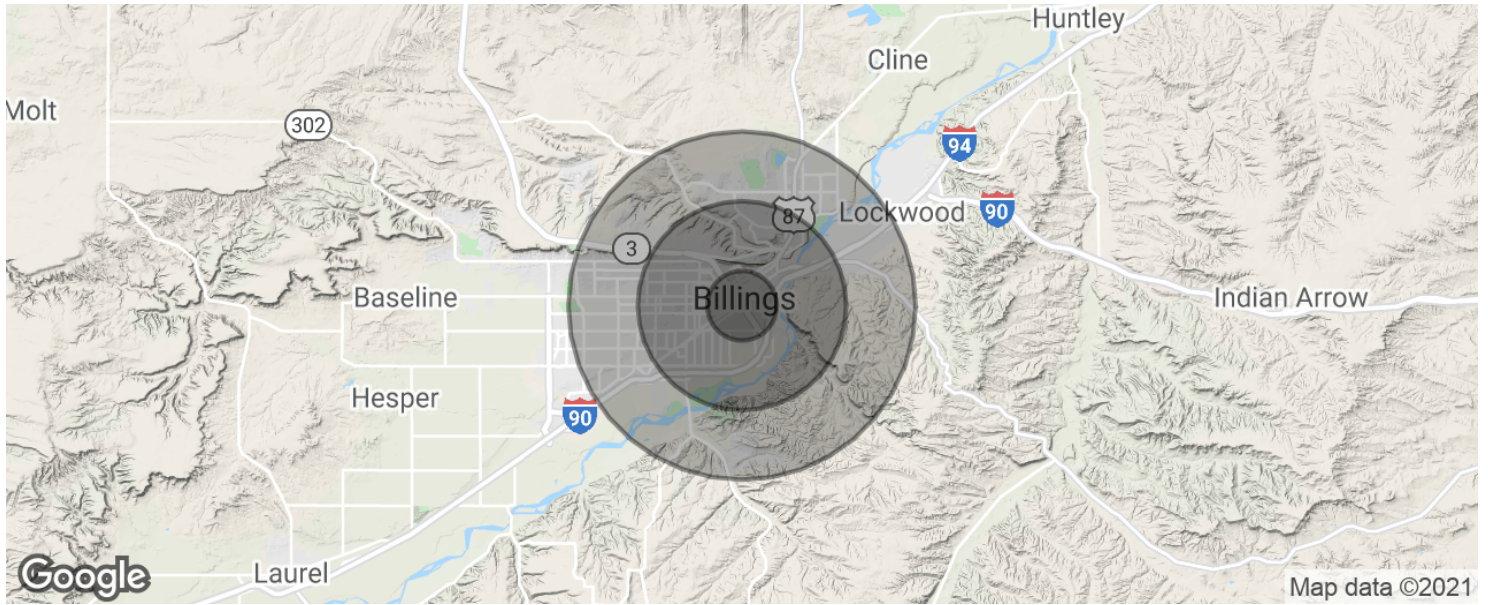 Huntley
Cline
Molt
302
94
90
87
Lockwood
3
Baseline
Billings
Indian Arrow
Hesper
90
Laurel
Google
Map data ©2021